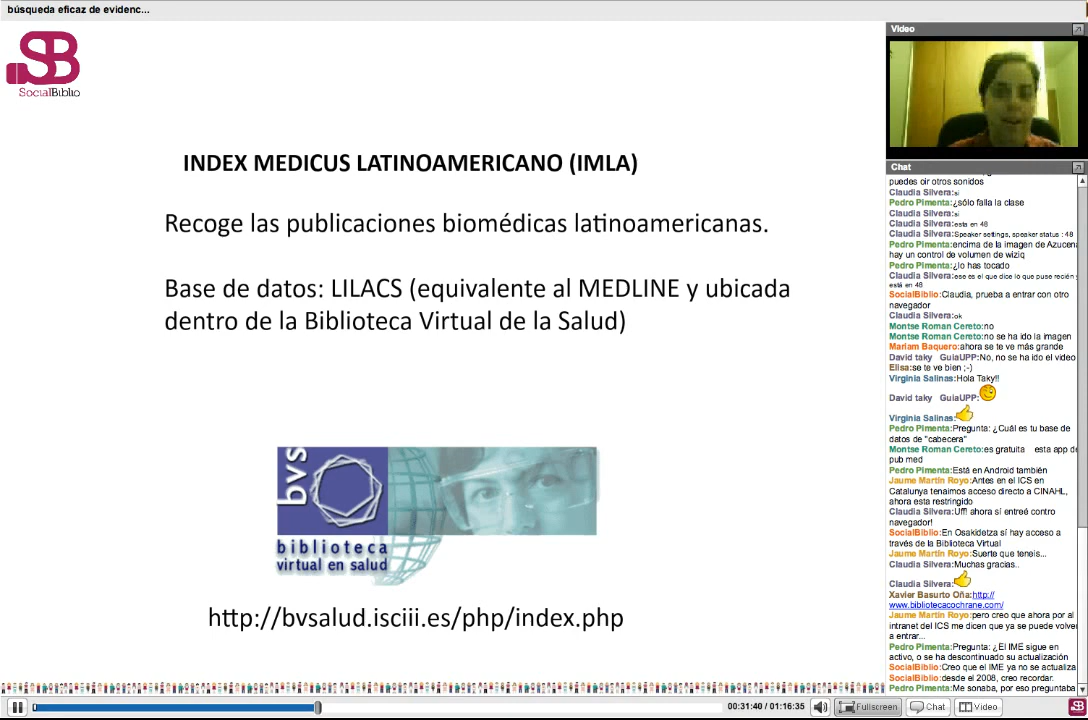 búsqueda eficaz de evidenc...
SB
SocialBiblio
INDEX MEDICUS LATINOAMERICANO (IMLA)
Recoge las publicaciones biomédicas latinoamericanas.
Base de datos: LILACS (equivalente al MEDLINE y ubicada
dentro de la Biblioteca Virtual de la Salud)
bvs
biblioteca
virtual en salud
http://bvsalud.isciii.es/php/index.php
Video
Chat
puedes oir otros sonidos
Claudia Silvera:si
Pedro Pimenta:¿sólo falla la clase
Claudia Silvera:si
Claudia Silvera:esta en 48
Claudia Silvera:Speaker settings, speaker status : 48
Pedro Pimenta:encima de la imagen de Azucena
hay un control de volumen de wiziq
Pedro Pimenta:¿lo has tocado
Claudia Silvera:ese es el que dice lo que puse recién y
está en 48
SocialBiblio:Claudia, prueba a entrar con otro
navegador
Claudia Silvera:ok
Montse Roman Cereto:no
Montse Roman Cereto:no se ha ido la imagen
Mariam Baquero:ahora se te ve más grande
David taky GuiaUPP:No, no se ha ido el video
Elisa:se te ve bien ;-)
Virginia Salinas:Hola Taky!!
David taky GuiaUPP:
Virginia Salinas:
Pedro Pimenta:Pregunta: ¿Cuál es tu base de
datos de "cabecera"
Montse Roman Cereto:es gratuita esta app de
pub med
Pedro Pimenta:Está en Android también
Jaume Martín Royo:Antes en el ICS en
Catalunya tenaimos acceso directo a CINAHL,
ahora esta restringido
Claudia Silvera:Uff! ahora sí entreé contro
navegador!
SocialBiblio:En Osakidetza sí hay acceso a
través de la Biblioteca Virtual
Jaume Martín Royo:Suerte que teneis...
Claudia Silvera:Muchas gracias..
Claudia Silvera:
Xavier Basurto Oña:http://
www.bibliotecacochrane.com/
Jaume Martín Royo:pero creo que ahora por al
intranet del ICS me dicen que ya se puede volver
a entrar...
Pedro Pimenta:Pregunta: ¿El IME sigue en
activo, o se ha descontinuado su actualización
SocialBiblio:Creo que el IME ya no se actualiza
SocialBiblio:desde el 2008, creo recordar.
Pedro Pimenta:Me sonaba, por eso preguntaba
00:31:40 / 01:16:35
Fullscreen
Chat
Video
SB